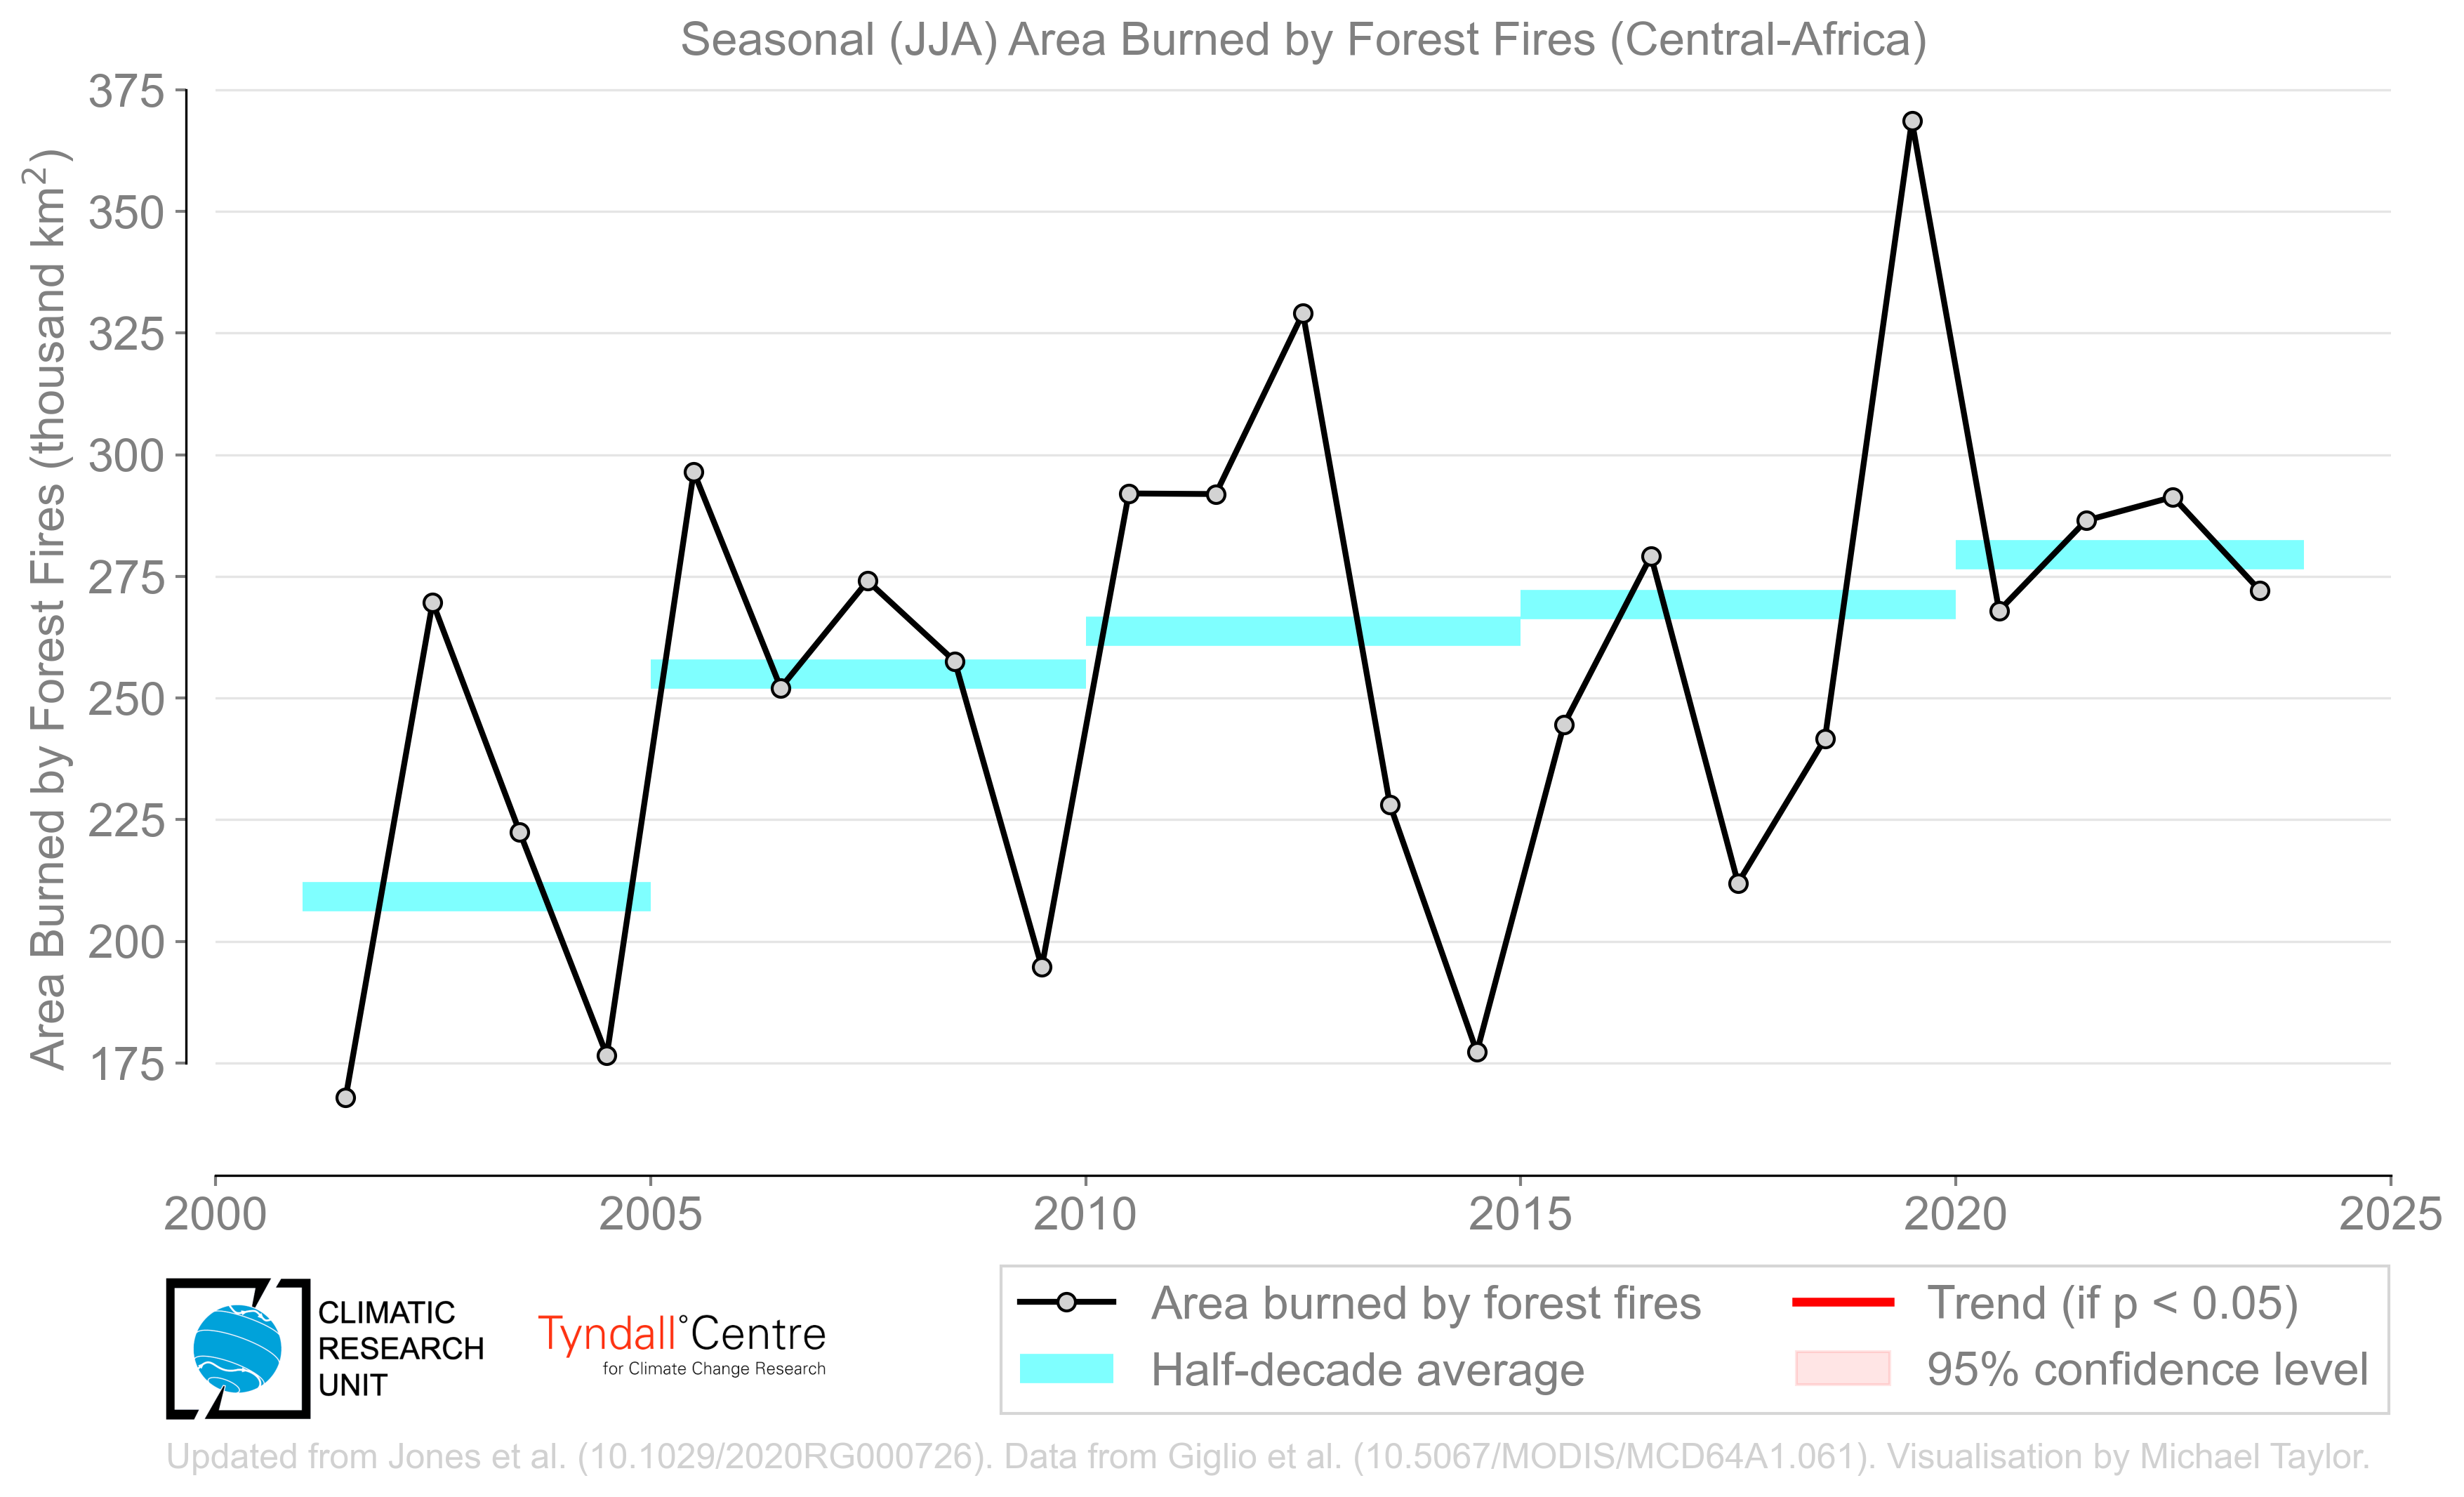 Seasonal (JJA) Area Burned by Forest Fires (Central-Africa)
Area Burned by Forest Fires (thousand km²)
375
350
325
300
275
250
225
200
175
2000 2005 2010 2015 2020 2025
CLIMATIC
RESEARCH
UNIT
Tyndall°Centre
for Climate Change Research
Area burned by forest fires
Half-decade average
Trend (if p < 0.05)
95% confidence level
Updated from Jones et al. (10.1029/2020RG000726). Data from Giglio et al. (10.5067/MODIS/MCD64A1.061). Visualisation by Michael Taylor.